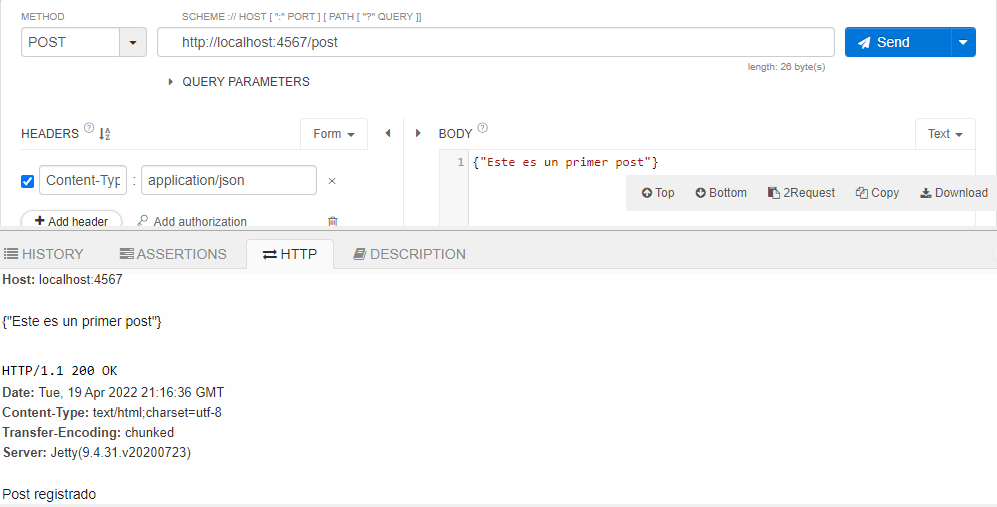 METHOD SCHEME :// HOST [ ":" PORT ] [ PATH [ "?" QUERY ]]
POST http://localhost:4567/post Send
length: 26 byte(s)
QUERY PARAMETERS
HEADERS ? Form BODY ? Text
1 {"Este es un primer post"}
Content-Typ : application/json ×
Top Bottom 2Request Copy Download
+ Add header Add authorization
HISTORY ASSERTIONS HTTP DESCRIPTION
Host: localhost:4567
{"Este es un primer post"}
HTTP/1.1 200 OK
Date: Tue, 19 Apr 2022 21:16:36 GMT
Content-Type: text/html;charset=utf-8
Transfer-Encoding: chunked
Server: Jetty(9.4.31.v20200723)
Post registrado